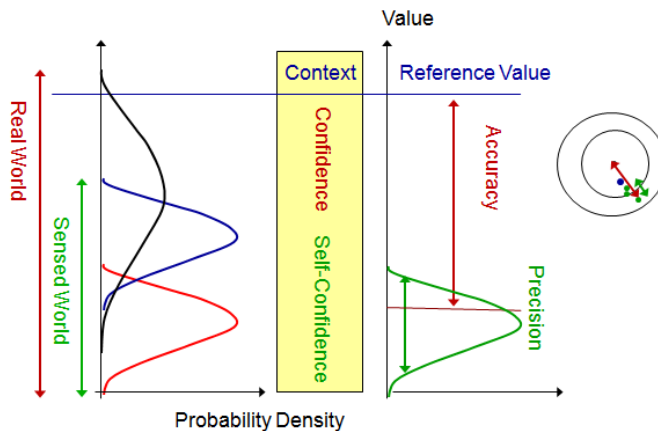 Value
Context
Reference Value
Real World
Sensed World
Confidence
Self-Confidence
Accuracy
Precision
Probability Density